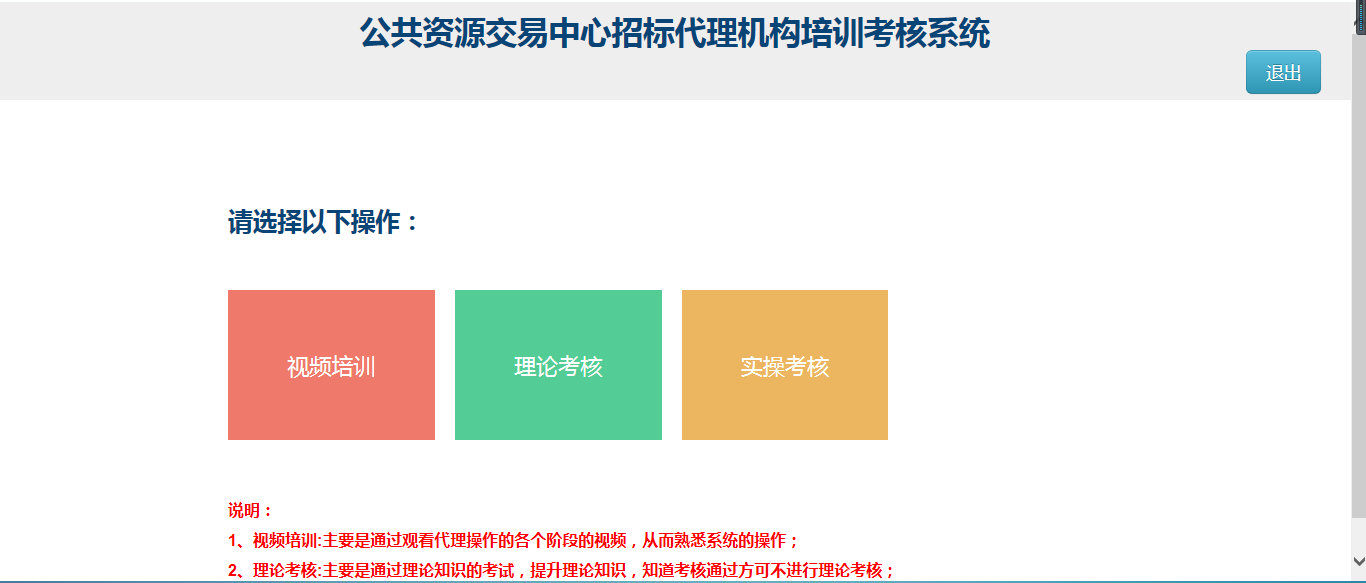 公共资源交易中心招标代理机构培训考核系统
退出
请选择以下操作：
视频培训
理论考核
实操考核
说明：
1、视频培训:主要是通过观看代理操作的各个阶段的视频，从而熟悉系统的操作；
2、理论考核:主要是通过理论知识的考试，提升理论知识，知道考核通过方可不进行理论考核；